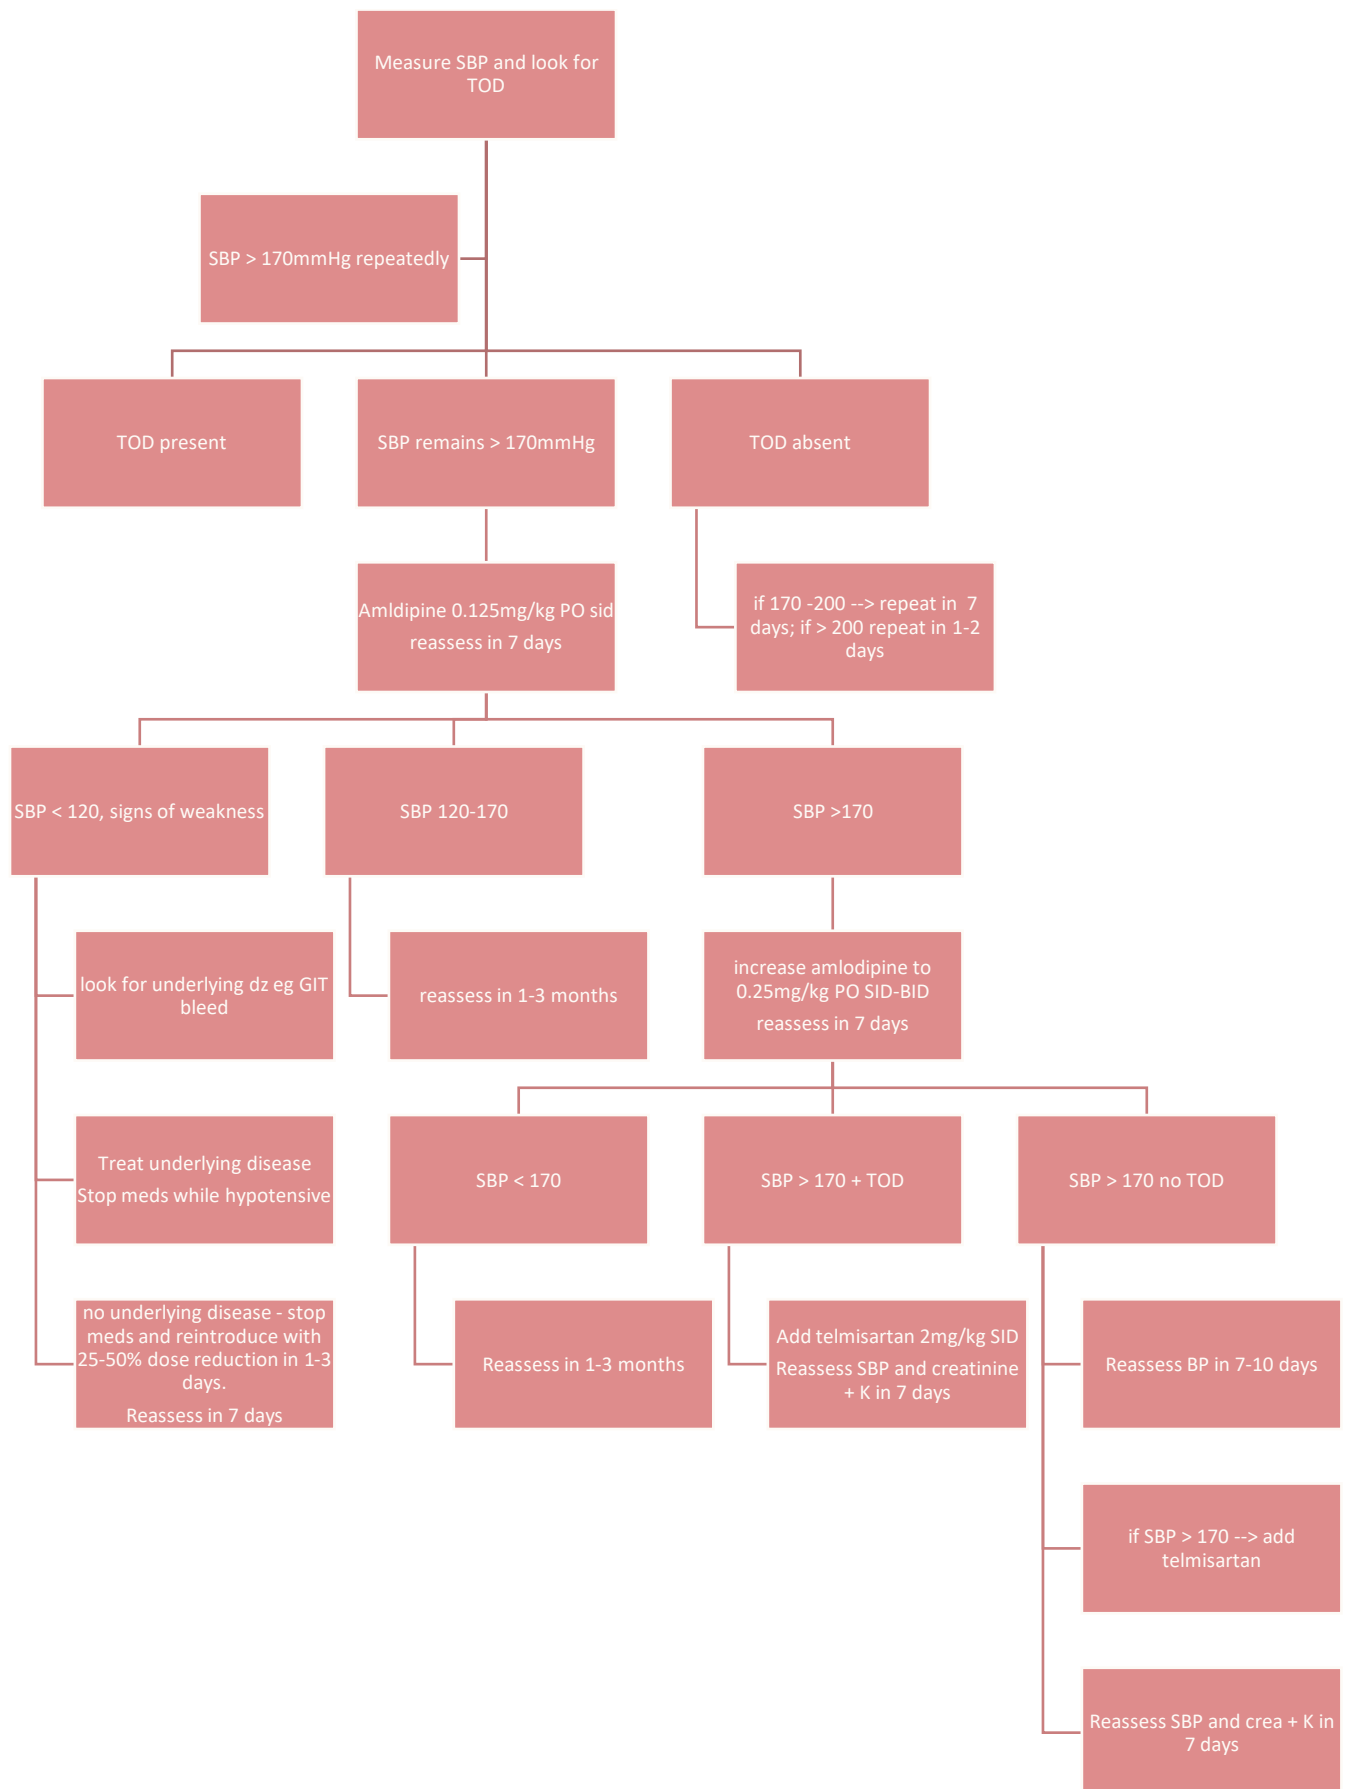 Measure SBP and look for
TOD
SBP > 170mmHg repeatedly
TOD present
SBP remains > 170mmHg
TOD absent
Amldipine 0.125mg/kg PO sid
reassess in 7 days
if 170 -200 --> repeat in 7
days; if > 200 repeat in 1-2
days
SBP < 120, signs of weakness
SBP 120-170
SBP >170
look for underlying dz eg GIT
bleed
reassess in 1-3 months
increase amlodipine to
0.25mg/kg PO SID-BID
reassess in 7 days
Treat underlying disease
Stop meds while hypotensive
SBP < 170
SBP > 170 + TOD
SBP > 170 no TOD
no underlying disease - stop
meds and reintroduce with
25-50% dose reduction in 1-3
days.
Reassess in 7 days
Reassess in 1-3 months
Add telmisartan 2mg/kg SID
Reassess SBP and creatinine
+ K in 7 days
Reassess BP in 7-10 days
if SBP > 170 --> add
telmisartan
Reassess SBP and crea + K in
7 days